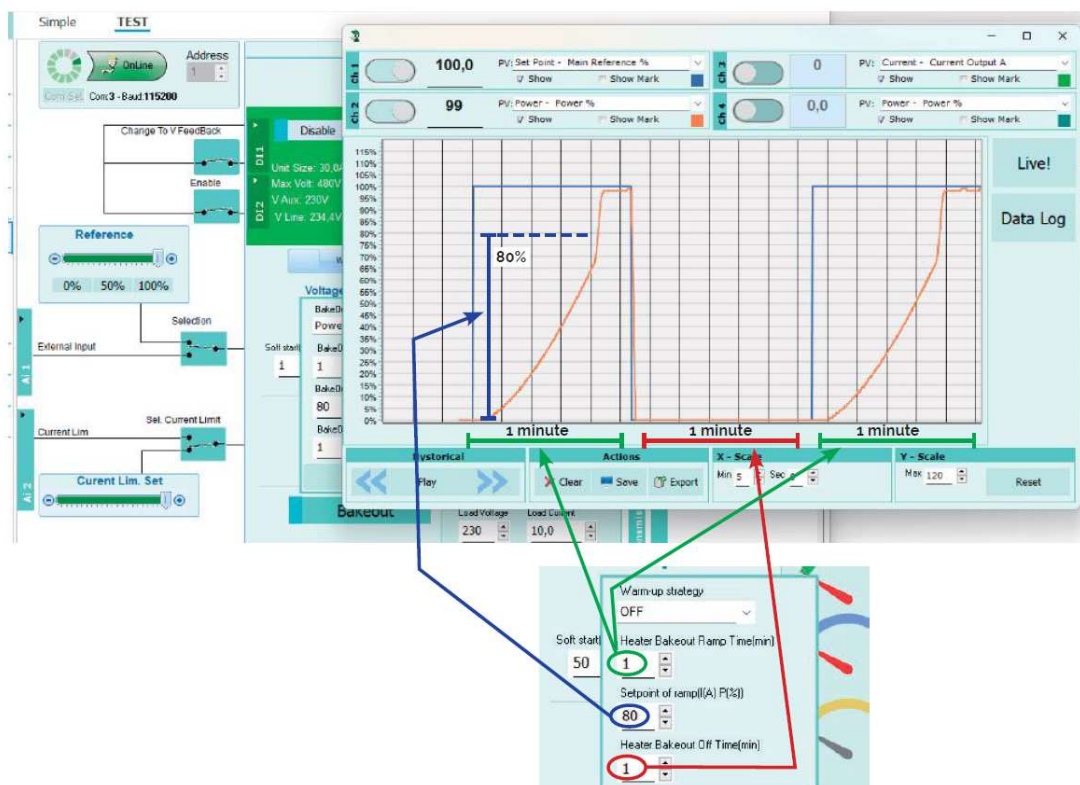 Simple TEST
OnLine
Address
1
Com Set Com:3 - Baud:115200
Change To V FeedBack
Enable
Reference
0% 50% 100%
Selection
Ai 1
External Input
Sel. Current Limit
Current Lim
Ai 2
Curent Lim. Set
DI1
DI2
Disable
Unit Size: 30,0A
Max Volt: 480V
V Aux: 230V
V Line: 234,4V
Voltage
BakeO
Power
Soft start(
1
BakeO
1
BakeO
80
BakeO
1
Bakeout
Load Voltage Load Current
230 10,0
Ch 1
100,0
PV: Set Point - Main Reference %
Show Show Mark
Ch 2
99
PV: Power - Power %
Show Show Mark
Ch 3
0
PV: Current - Current Output A
Show Show Mark
Ch 4
0,0
PV: Power - Power %
Show Show Mark
115%
110%
105%
100%
95%
90%
85%
80%
75%
70%
65%
60%
55%
50%
45%
40%
35%
30%
25%
20%
15%
10%
5%
0%
80%
Live!
Data Log
1 minute 1 minute 1 minute
Hystorical
Play
Actions
Clear Save Export
X - Scale
Min 5 Sec
Y - Scale
Max 120 Reset
Warm-up strategy
OFF
Soft start(
50
Heater Bakeout Ramp Time(min)
1
Setpoint of ramp(I(A) P(%))
80
Heater Bakeout Off Time(min)
1